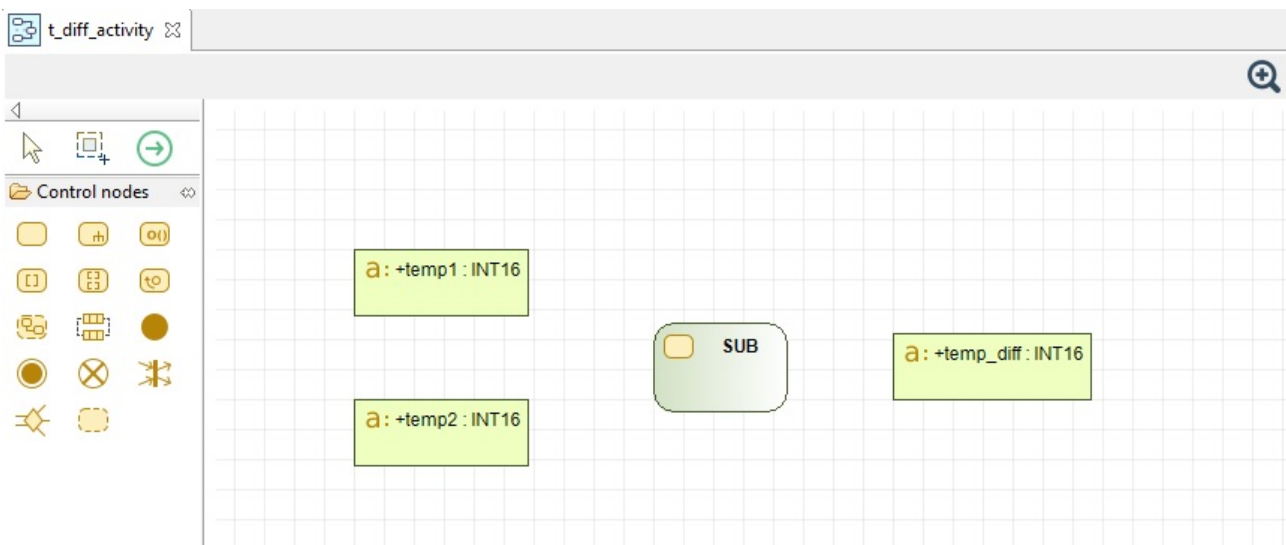 t_diff_activity
Control nodes
a: +temp1 : INT16
SUB
a: +temp_diff : INT16
a: +temp2 : INT16